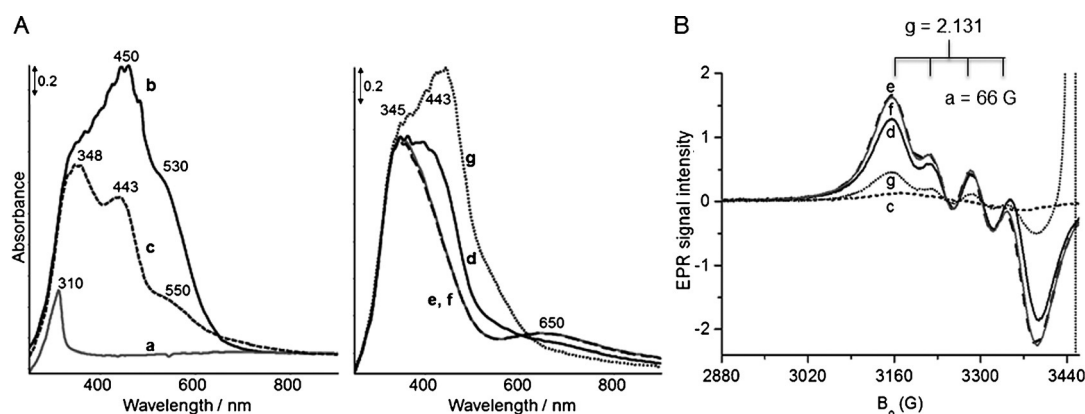 A
B
0.2
450
b
348
443
530
c
550
310
a
Absorbance
400
600
800
Wavelength / nm
0.2
345
443
g
d
e, f
650
400
600
800
Wavelength / nm
g = 2.131
a = 66 G
2
1
0
-1
-2
EPR signal intensity
e
f
d
g
c
2880
3020
3160
3300
3440
B₀ (G)